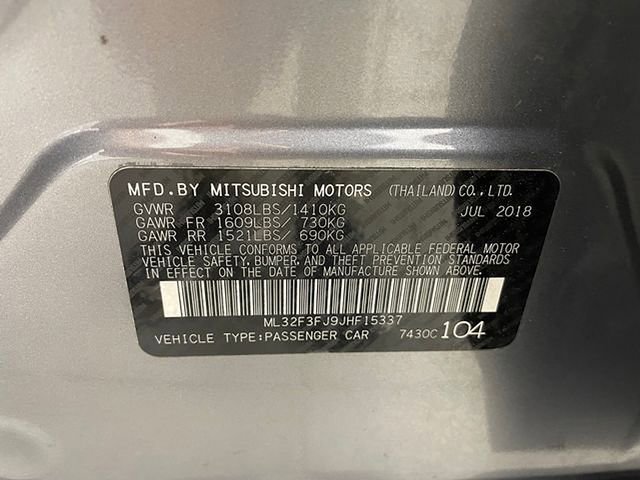 MFD.BY MITSUBISHI MOTORS (THAILAND) CO., LTD.
GVWR 3108LBS/1410KG JUL 2018
GAWR FR 1609LBS/ 730KG
GAWR RR 1521LBS/ 690KG
THIS VEHICLE CONFORMS TO ALL APPLICABLE FEDERAL MOTOR
VEHICLE SAFETY, BUMPER, AND THEFT PREVENTION STANDARDS
IN EFFECT ON THE DATE OF MANUFACTURE SHOWN ABOVE.
ML32F3FJ9JHF15337
VEHICLE TYPE:PASSENGER CAR 7430C 104